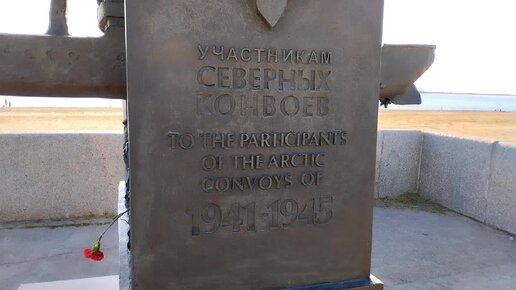 УЧАСТНИКАМ
СЕВЕРНЫХ
КОНВОЕВ
TO THE PARTICIPANTS
OF THE ARCTIC
CONVOYS OF
1941-1945